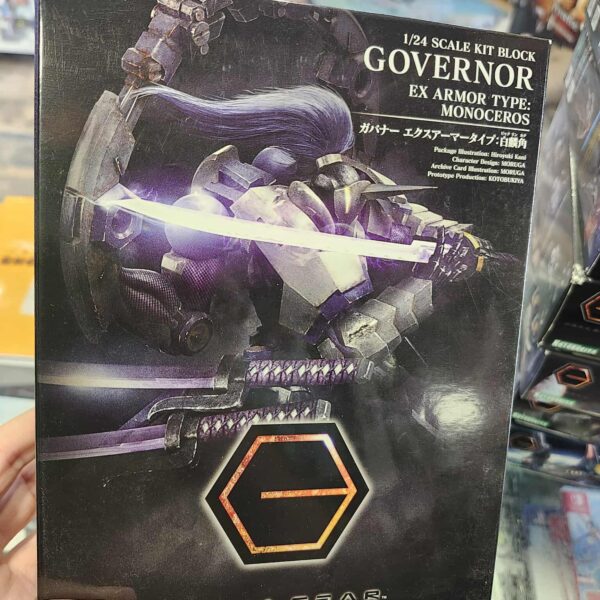 1/24 SCALE KIT BLOCK
GOVERNOR
EX ARMOR TYPE:
MONOCEROS
ガバナー エクスアーマータイプ:白麟角
Package Illustration: Hiroyuki Kani
Character Design: MORUGA
Archive Card Illustration: MORUGA
Prototype Production: KOTOBUKIYA